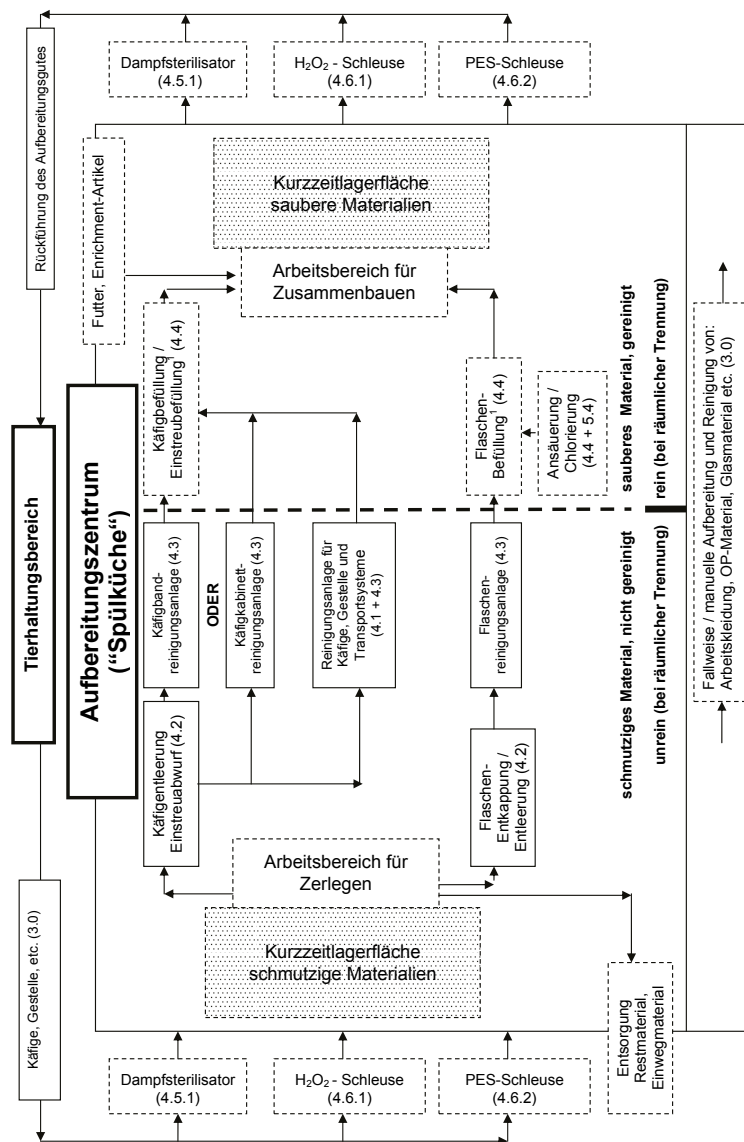 Tierhaltungsbereich
Käfige, Gestelle, etc. (3.0)
Rückführung des Aufbereitungsgutes
Aufbereitungszentrum
(“Spülküche“)
Futter, Enrichment-Artikel
Dampfsterilisator
(4.5.1)
H₂O₂ - Schleuse
(4.6.1)
PES-Schleuse
(4.6.2)
Kurzzeitlagerfläche
schmutzige Materialien
Arbeitsbereich für
Zerlegen
Entsorgung
Restmaterial,
Einwegmaterial
Käfigentleerung
Einstreuabwurf (4.2)
Flaschen-
Entkappung /
Entleerung (4.2)
Käfigband-
reinigungsanlage (4.3)
ODER
Käfigkabinett-
reinigungsanlage (4.3)
Reinigungsanlage für
Käfige, Gestelle und
Transportsysteme
(4.1 + 4.3)
Flaschen-
reinigungsanlage (4.3)
Käfigbefüllung /
Einstreubefüllung¹ (4.4)
Flaschen-
Befüllung¹ (4.4)
Ansäuerung /
Chlorierung
(4.4 + 5.4)
Arbeitsbereich für
Zusammenbauen
Kurzzeitlagerfläche
saubere Materialien
Dampfsterilisator
(4.5.1)
H₂O₂ - Schleuse
(4.6.1)
PES-Schleuse
(4.6.2)
schmutziges Material, nicht gereinigt
unrein (bei räumlicher Trennung)
sauberes Material, gereinigt
rein (bei räumlicher Trennung)
Fallweise / manuelle Aufbereitung und Reinigung von:
Arbeitskleidung, OP-Material, Glasmaterial etc. (3.0)